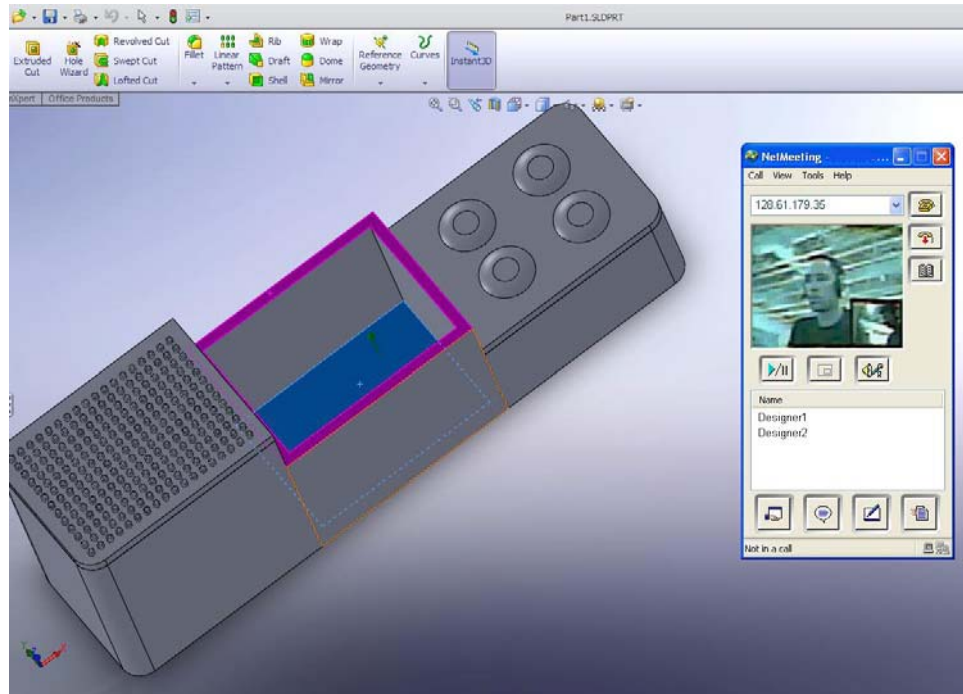 Part1.SLDPRT
Extruded Cut
Hole Wizard
Revolved Cut
Swept Cut
Lofted Cut
Fillet
Linear Pattern
Rib
Draft
Shell
Wrap
Dome
Mirror
Reference Geometry
Curves
Instant3D
Office Products
NetMeeting - ...
Call View Tools Help
128.61.179.35
Name
Designer1
Designer2
Not in a call